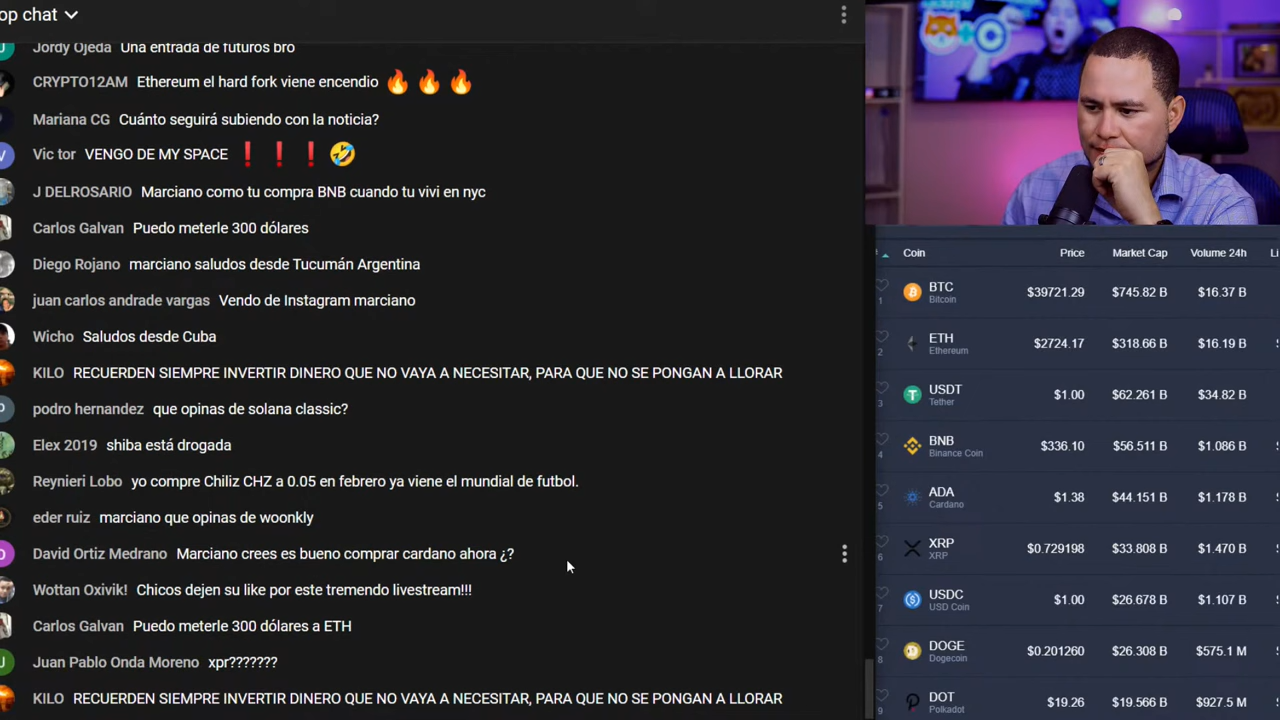 op chat
Jordy Ojeda Una entrada de futuros bro
CRYPTO12AM Ethereum el hard fork viene encendio 🔥 🔥 🔥
Mariana CG Cuánto seguirá subiendo con la noticia?
Vic tor VENGO DE MY SPACE ❗ ❗ ❗ 🤣
J DELROSARIO Marciano como tu compra BNB cuando tu vivi en nyc
Carlos Galvan Puedo meterle 300 dólares
Diego Rojano marciano saludos desde Tucumán Argentina
juan carlos andrade vargas Vendo de Instagram marciano
Wicho Saludos desde Cuba
KILO RECUERDEN SIEMPRE INVERTIR DINERO QUE NO VAYA A NECESITAR, PARA QUE NO SE PONGAN A LLORAR
podro hernandez que opinas de solana classic?
Elex 2019 shiba está drogada
Reynieri Lobo yo compre Chiliz CHZ a 0.05 en febrero ya viene el mundial de futbol.
eder ruiz marciano que opinas de woonkly
David Ortiz Medrano Marciano crees es bueno comprar cardano ahora ¿?
Wottan Oxivik! Chicos dejen su like por este tremendo livestream!!!
Carlos Galvan Puedo meterle 300 dólares a ETH
Juan Pablo Onda Moreno xpr???????
KILO RECUERDEN SIEMPRE INVERTIR DINERO QUE NO VAYA A NECESITAR, PARA QUE NO SE PONGAN A LLORAR
Coin Price Market Cap Volume 24h Li
1 BTC Bitcoin $39721.29 $745.82 B $16.37 B
2 ETH Ethereum $2724.17 $318.66 B $16.19 B
3 USDT Tether $1.00 $62.261 B $34.82 B
4 BNB Binance Coin $336.10 $56.511 B $1.086 B
5 ADA Cardano $1.38 $44.151 B $1.178 B
6 XRP XRP $0.729198 $33.808 B $1.470 B
7 USDC USD Coin $1.00 $26.678 B $1.107 B
8 DOGE Dogecoin $0.201260 $26.308 B $575.1 M
9 DOT Polkadot $19.26 $19.566 B $927.5 M